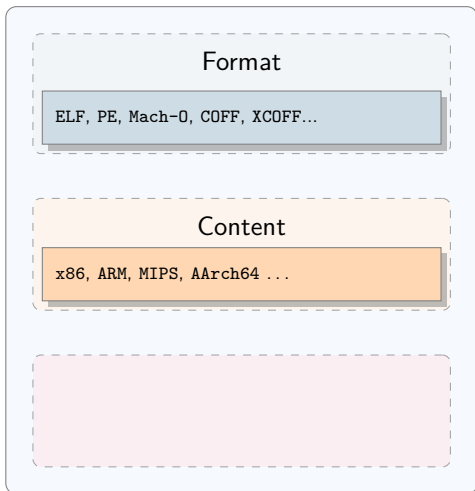 Format
ELF, PE, Mach-O, COFF, XCOFF...
Content
x86, ARM, MIPS, AArch64 ...